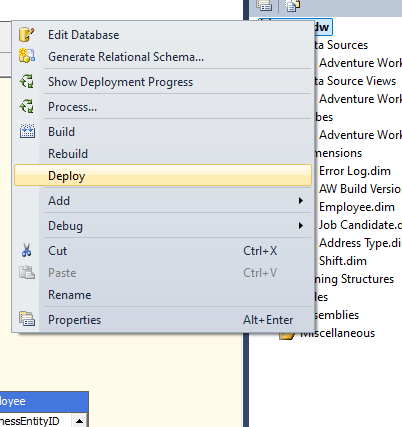 dw
Edit Database
Generate Relational Schema...
ta Sources
Adventure Work
Show Deployment Progress
ta Source Views
Process...
Adventure Work
Build
bes
Adventure Work
Rebuild
mensions
Deploy
Error Log.dim
AW Build Versio
Add
Employee.dim
Debug
Job Candidate.d
Cut Ctrl+X
Address Type.di
Paste Ctrl+V
Shift.dim
Rename
ning Structures
les
Properties Alt+Enter
semblies
Miscellaneous
ployee
nessEntityID